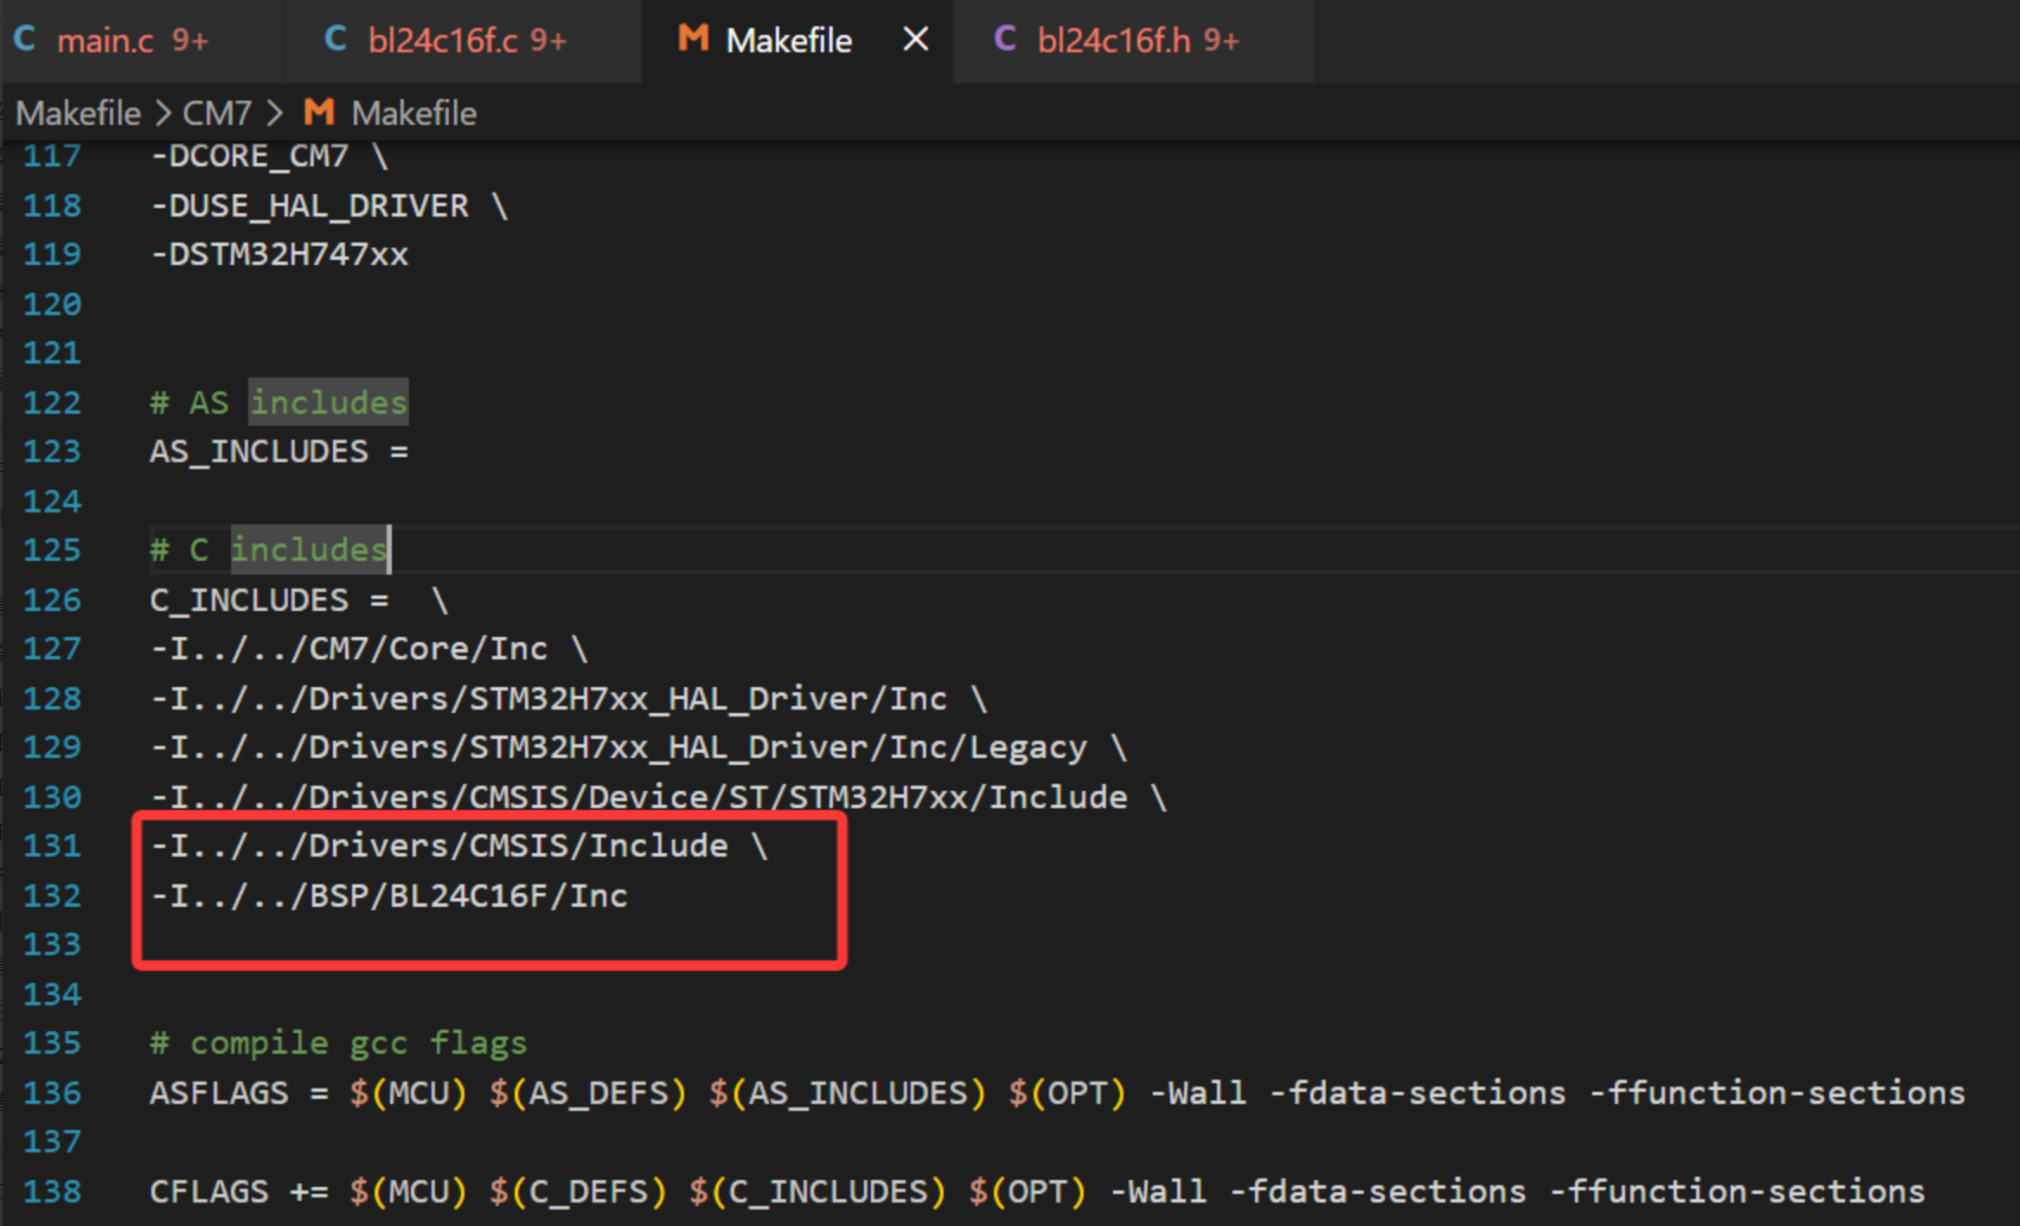 C main.c 9+ C bl24c16f.c 9+ M Makefile × C bl24c16f.h 9+
Makefile > CM7 > M Makefile
117 -DCORE_CM7 \
118 -DUSE_HAL_DRIVER \
119 -DSTM32H747xx
120
121
122 # AS includes
123 AS_INCLUDES =
124
125 # C includes
126 C_INCLUDES =  \
127 -I../../CM7/Core/Inc \
128 -I../../Drivers/STM32H7xx_HAL_Driver/Inc \
129 -I../../Drivers/STM32H7xx_HAL_Driver/Inc/Legacy \
130 -I../../Drivers/CMSIS/Device/ST/STM32H7xx/Include \
131 -I../../Drivers/CMSIS/Include \
132 -I../../BSP/BL24C16F/Inc
133
134
135 # compile gcc flags
136 ASFLAGS = $(MCU) $(AS_DEFS) $(AS_INCLUDES) $(OPT) -Wall -fdata-sections -ffunction-sections
137
138 CFLAGS += $(MCU) $(C_DEFS) $(C_INCLUDES) $(OPT) -Wall -fdata-sections -ffunction-sections